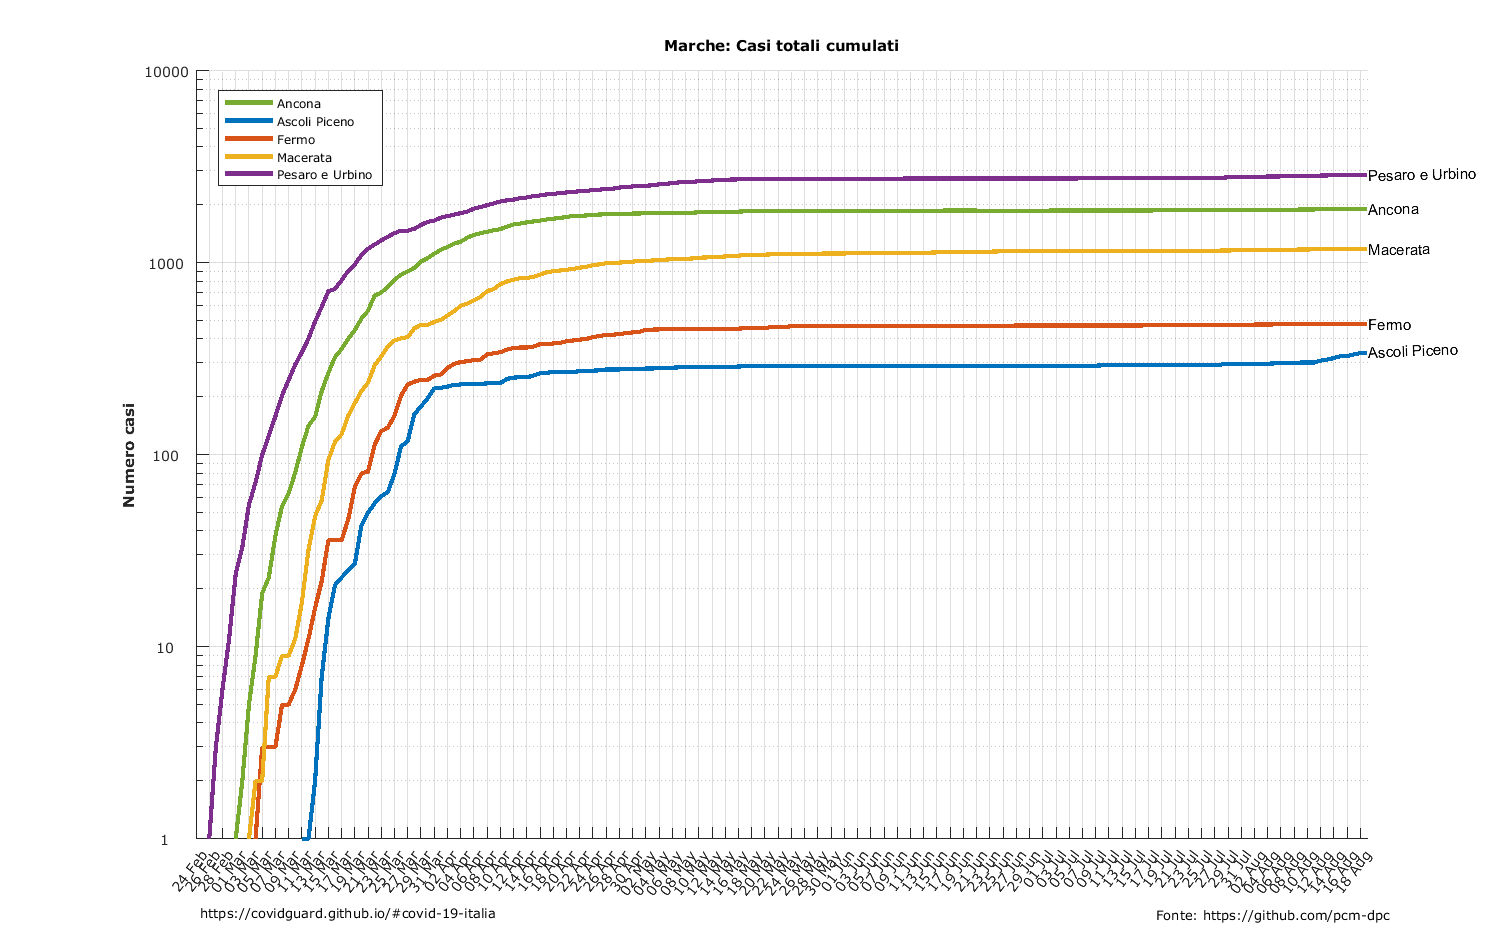 Marche: Casi totali cumulati
10000
1000
100
10
1
Numero casi
Ancona
Ascoli Piceno
Fermo
Macerata
Pesaro e Urbino
Pesaro e Urbino
Ancona
Macerata
Fermo
Ascoli Piceno
24 Feb
26 Feb
28 Feb
01 Mar
03 Mar
05 Mar
07 Mar
09 Mar
11 Mar
13 Mar
15 Mar
17 Mar
19 Mar
21 Mar
23 Mar
25 Mar
27 Mar
29 Mar
31 Mar
02 Apr
04 Apr
06 Apr
08 Apr
10 Apr
12 Apr
14 Apr
16 Apr
18 Apr
20 Apr
22 Apr
24 Apr
26 Apr
28 Apr
30 Apr
02 May
04 May
06 May
08 May
10 May
12 May
14 May
16 May
18 May
20 May
22 May
24 May
26 May
28 May
30 May
01 Jun
03 Jun
05 Jun
07 Jun
09 Jun
11 Jun
13 Jun
15 Jun
17 Jun
19 Jun
21 Jun
23 Jun
25 Jun
27 Jun
29 Jun
01 Jul
03 Jul
05 Jul
07 Jul
09 Jul
11 Jul
13 Jul
15 Jul
17 Jul
19 Jul
21 Jul
23 Jul
25 Jul
27 Jul
29 Jul
31 Jul
02 Aug
04 Aug
06 Aug
08 Aug
10 Aug
12 Aug
14 Aug
16 Aug
18 Aug
https://covidguard.github.io/#covid-19-italia
Fonte: https://github.com/pcm-dpc